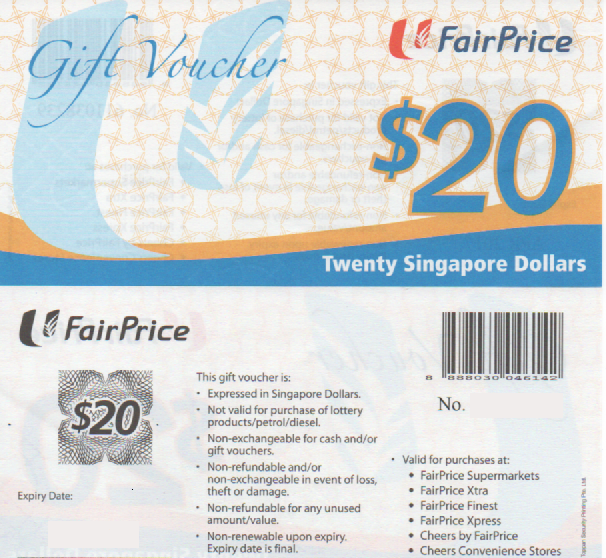 Gift Voucher
FairPrice
$20
Twenty Singapore Dollars
FairPrice
$20
Expiry Date:
This gift voucher is:
• Expressed in Singapore Dollars.
• Not valid for purchase of lottery
products/petrol/diesel.
• Non-exchangeable for cash and/or
gift vouchers.
• Non-refundable and/or
non-exchangeable in event of loss,
theft or damage.
• Non-refundable for any unused
amount/value.
• Non-renewable upon expiry.
Expiry date is final.
8 888030 046142
No.
• Valid for purchases at:
◆ FairPrice Supermarkets
◆ FairPrice Xtra
◆ FairPrice Finest
◆ FairPrice Xpress
◆ Cheers by FairPrice
◆ Cheers Convenience Stores
Security Printing Pte. Ltd.